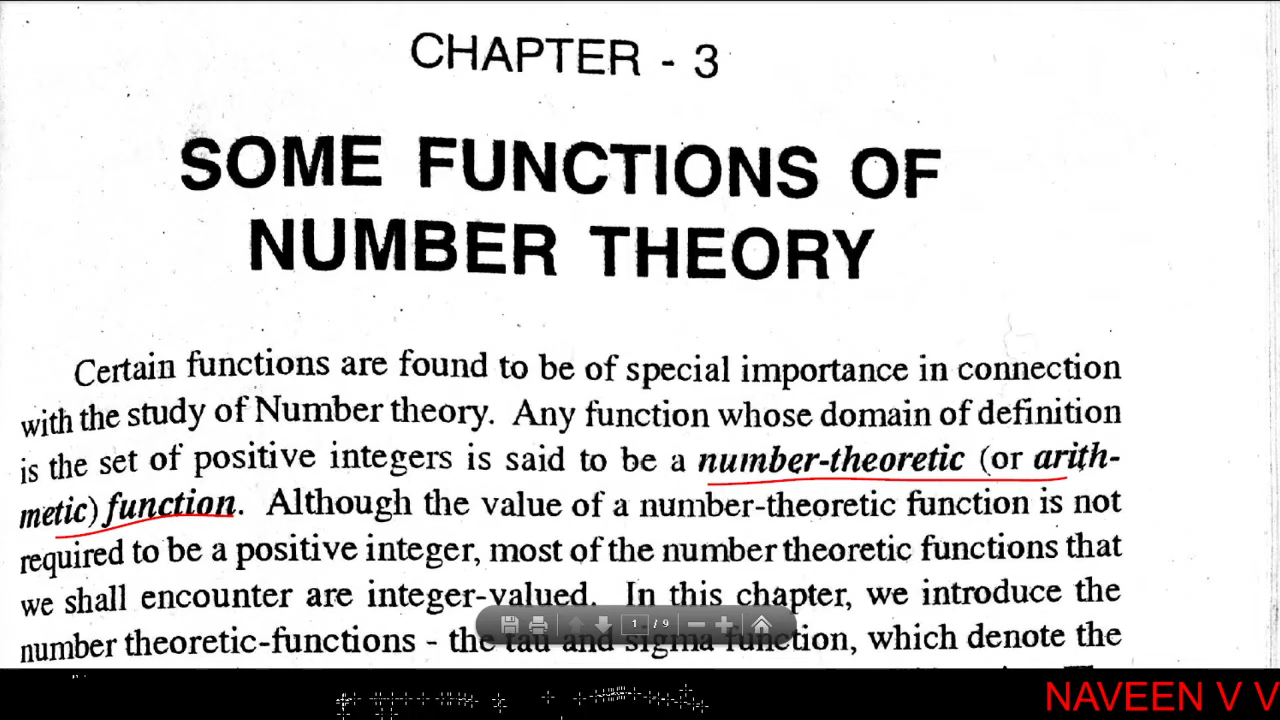 CHAPTER - 3
SOME FUNCTIONS OF
NUMBER THEORY
Certain functions are found to be of special importance in connection
with the study of Number theory. Any function whose domain of definition
is the set of positive integers is said to be a number-theoretic (or arith-
metic) function. Although the value of a number-theoretic function is not
required to be a positive integer, most of the number theoretic functions that
we shall encounter are integer-valued. In this chapter, we introduce the
number theoretic-functions - the tau and sigma function, which denote the
1 / 9
NAVEEN V V